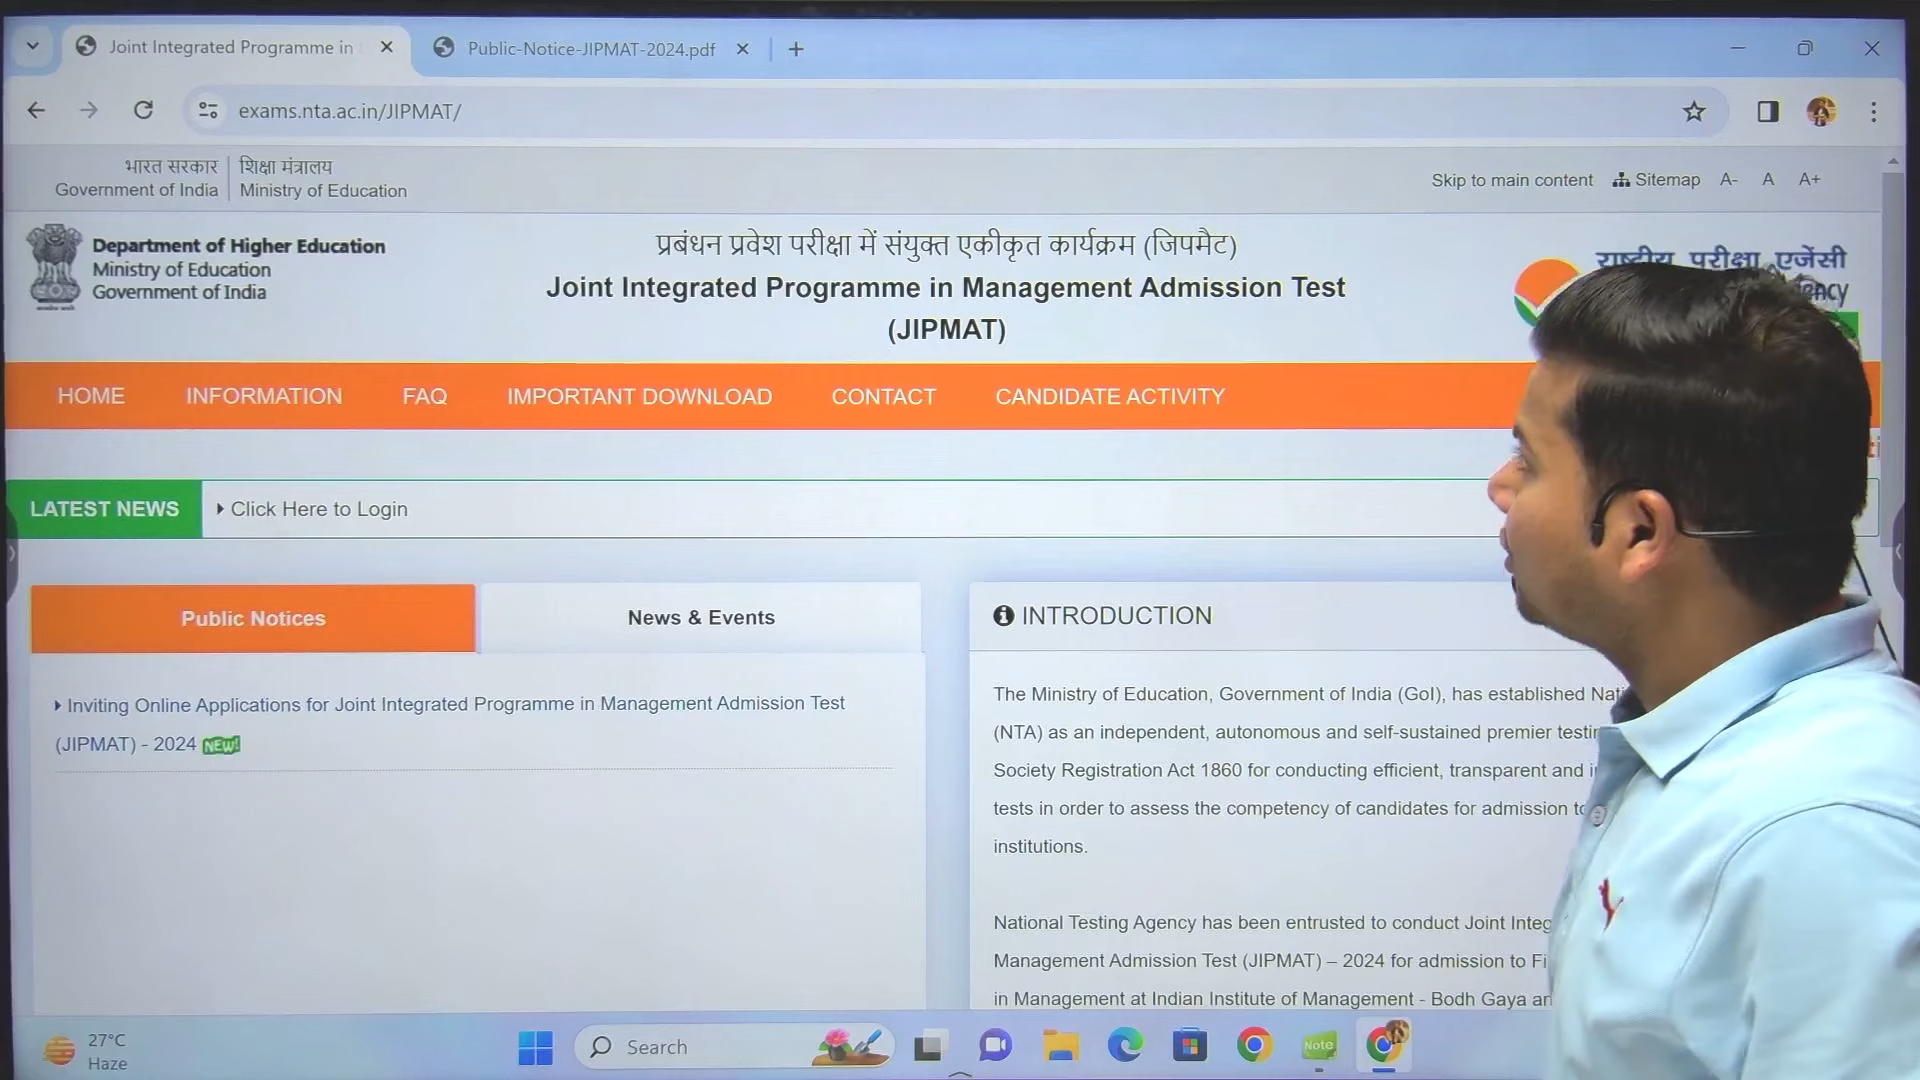 Joint Integrated Programme in
Public-Notice-JIPMAT-2024.pdf
exams.nta.ac.in/JIPMAT/
भारत सरकार
शिक्षा मंत्रालय
Government of India
Ministry of Education
Skip to main content
Sitemap
A-
A
A+
Department of Higher Education
Ministry of Education
Government of India
प्रबंधन प्रवेश परीक्षा में संयुक्त एकीकृत कार्यक्रम (जिपमैट)
Joint Integrated Programme in Management Admission Test
(JIPMAT)
राष्ट्रीय परीक्षा एजेंसी
HOME
INFORMATION
FAQ
IMPORTANT DOWNLOAD
CONTACT
CANDIDATE ACTIVITY
LATEST NEWS
Click Here to Login
Public Notices
News & Events
Inviting Online Applications for Joint Integrated Programme in Management Admission Test
(JIPMAT) - 2024 NEW!
INTRODUCTION
The Ministry of Education, Government of India (GoI), has established
(NTA) as an independent, autonomous and self-sustained premier
Society Registration Act 1860 for conducting efficient, transparent and
tests in order to assess the competency of candidates for admission
institutions.
National Testing Agency has been entrusted to conduct Joint
Management Admission Test (JIPMAT) – 2024 for admission to
in Management at Indian Institute of Management - Bodh Gaya
27°C
Haze
Search
Note